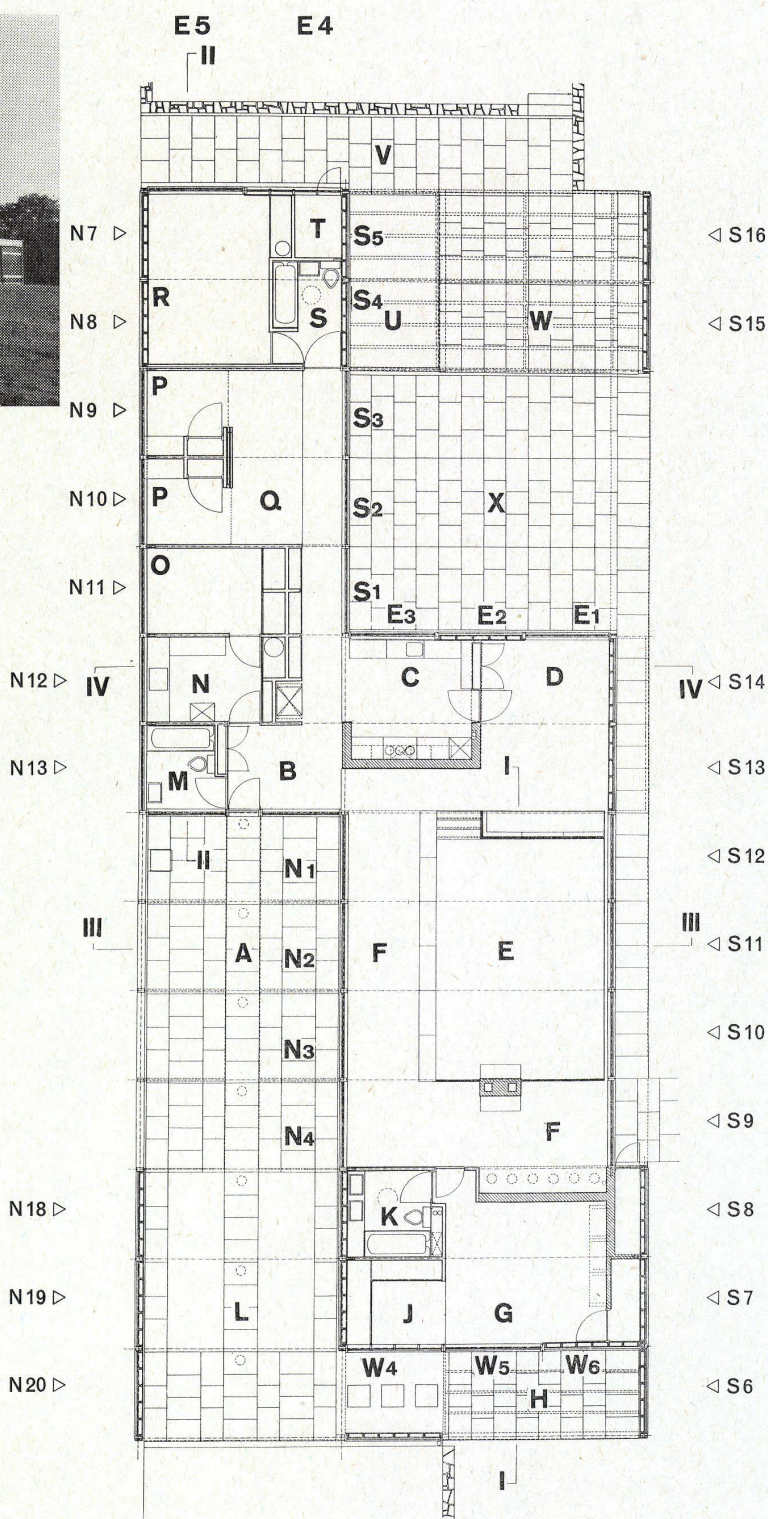 E5 E4
II
V
N7 ▷ T S5 ◁ S16
R S4
N8 ▷ S U W ◁ S15
P
N9 ▷ S3
N10 ▷ P Q S2 X
O
N11 ▷ S1
E3 E2 E1
N12 ▷ IV N C D IV ◁ S14
N13 ▷ M B I ◁ S13
II N1 ◁ S12
III A N2 F E III ◁ S11
N3 ◁ S10
N4 F ◁ S9
N18 ▷ K ◁ S8
N19 ▷ L J G ◁ S7
W4 W5 W6
N20 ▷ H ◁ S6
I